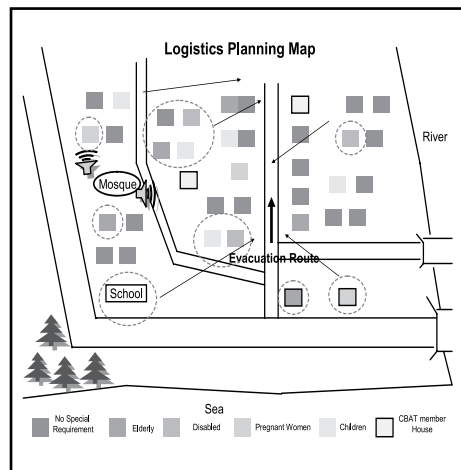 Logistics Planning Map
River
Mosque
Evacuation Route
School
Sea
No Special
Requirement
Elderly
Disabled
Pregnant Women
Children
CBAT member
House